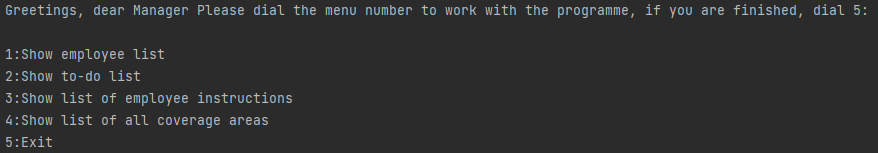 Greetings, dear Manager Please dial the menu number to work with the programme, if you are finished, dial 5:
1:Show employee list
2:Show to-do list
3:Show list of employee instructions
4:Show list of all coverage areas
5:Exit